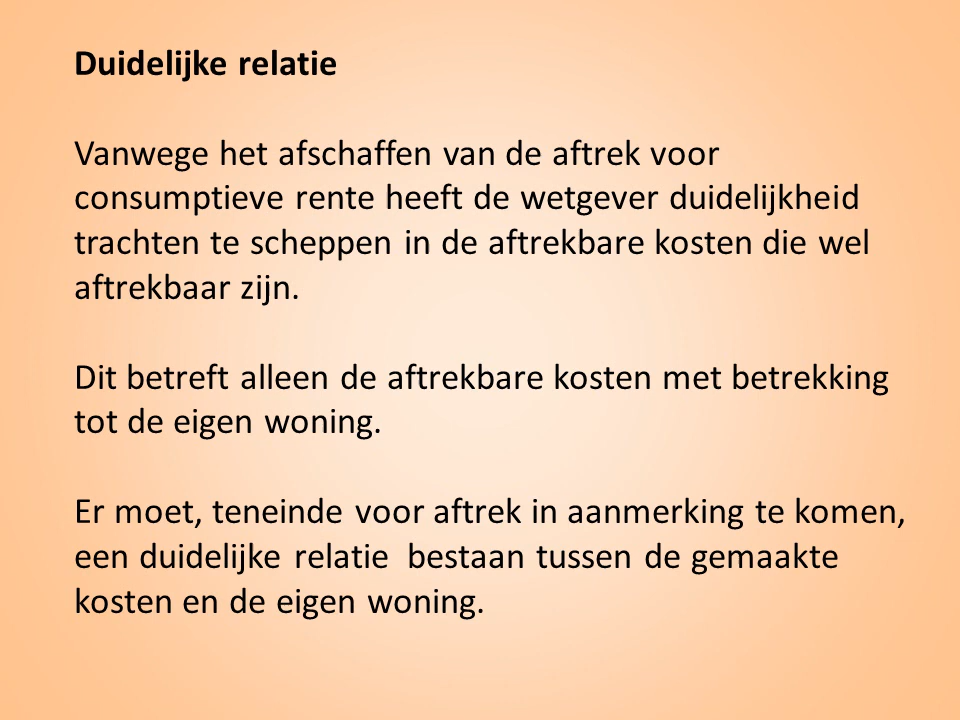 Duidelijke relatie
Vanwege het afschaffen van de aftrek voor
consumptieve rente heeft de wetgever duidelijkheid
trachten te scheppen in de aftrekbare kosten die wel
aftrekbaar zijn.
Dit betreft alleen de aftrekbare kosten met betrekking
tot de eigen woning.
Er moet, teneinde voor aftrek in aanmerking te komen,
een duidelijke relatie  bestaan tussen de gemaakte
kosten en de eigen woning.